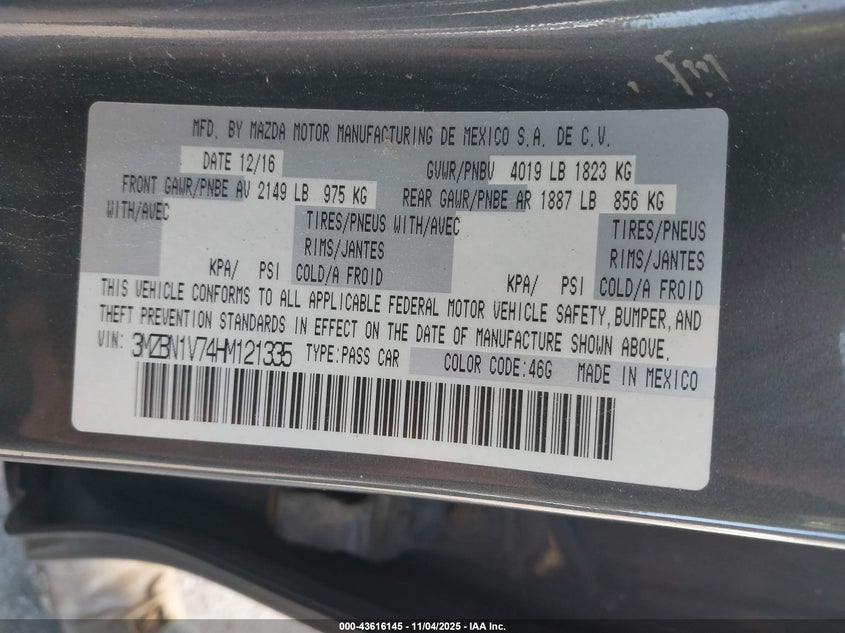 MFD. BY MAZDA MOTOR MANUFACTURING DE MEXICO S.A. DE C.V.
DATE 12/16 GVWR/PNBV 4019 LB 1823 KG
FRONT GAWR/PNBE AV 2149 LB 975 KG REAR GAWR/PNBE AR 1887 LB 856 KG
WITH/AVEC TIRES/PNEUS WITH/AVEC TIRES/PNEUS
RIMS/JANTES RIMS/JANTES
KPA/ PSI COLD/A FROID KPA/ PSI COLD/A FROID
THIS VEHICLE CONFORMS TO ALL APPLICABLE FEDERAL MOTOR VEHICLE SAFETY, BUMPER, AND
THEFT PREVENTION STANDARDS IN EFFECT ON THE DATE OF MANUFACTURE SHOWN ABOVE.
VIN: 3MZBN1V74HM121335 TYPE:PASS CAR COLOR CODE:46G MADE IN MEXICO
000-43616145 - 11/04/2025 - IAA Inc.